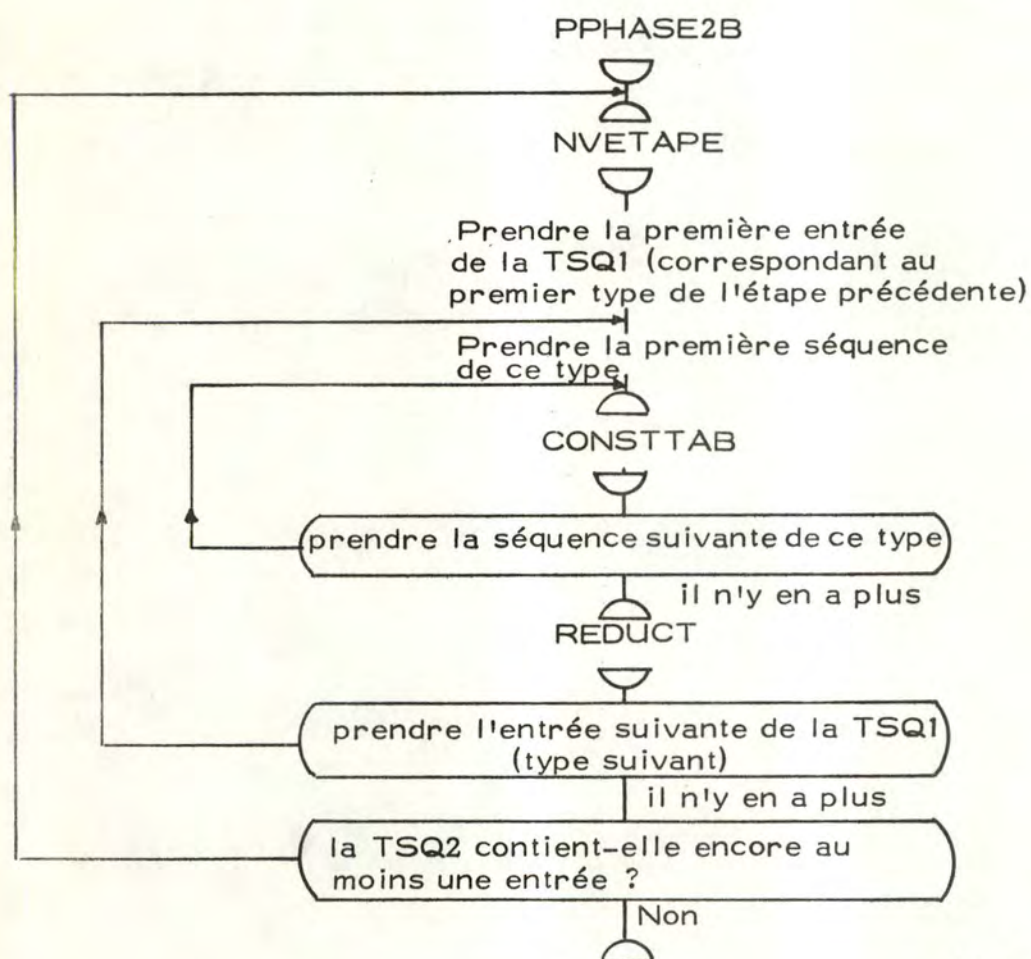 PPHASE2B
NVETAPE
Prendre la première entrée
de la TSQ1 (correspondant au
premier type de l'étape précédente)
Prendre la première séquence
de ce type
CONSTTAB
prendre la séquence suivante de ce type
il n'y en a plus
REDUCT
prendre l'entrée suivante de la TSQ1
(type suivant)
il n'y en a plus
la TSQ2 contient-elle encore au
moins une entrée ?
Non